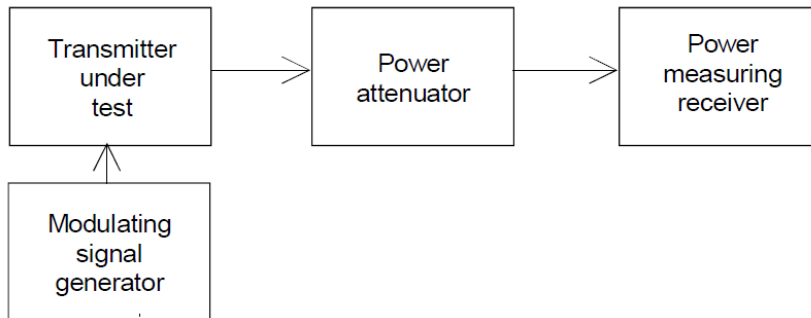 Transmitter
under
test
Power
attenuator
Power
measuring
receiver
Modulating
signal
generator